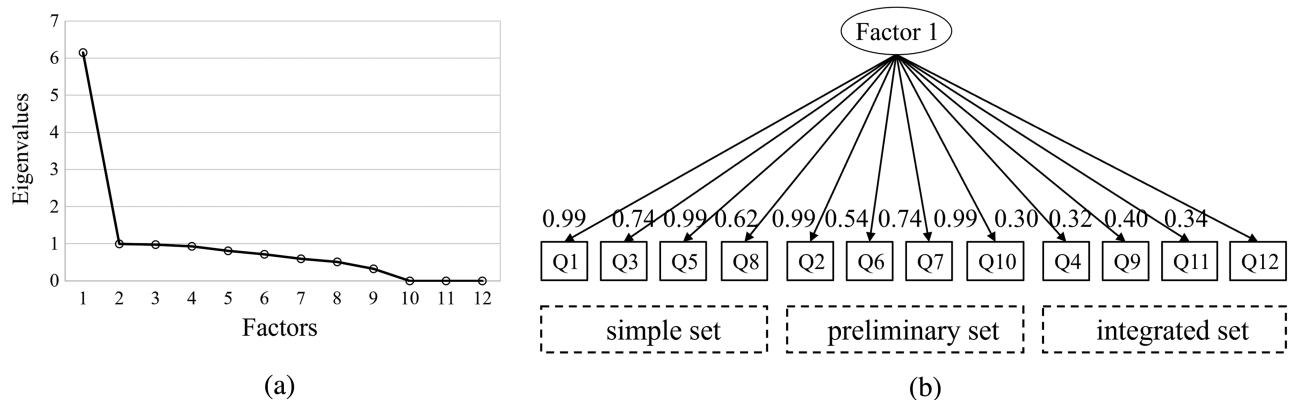 7
6
5
4
3
2
1
0
Eigenvalues
1 2 3 4 5 6 7 8 9 10 11 12
Factors
(a)
Factor 1
0.99 0.74 0.99 0.62 0.99 0.54 0.74 0.99 0.30 0.32 0.40 0.34
Q1 Q3 Q5 Q8 Q2 Q6 Q7 Q10 Q4 Q9 Q11 Q12
simple set preliminary set integrated set
(b)